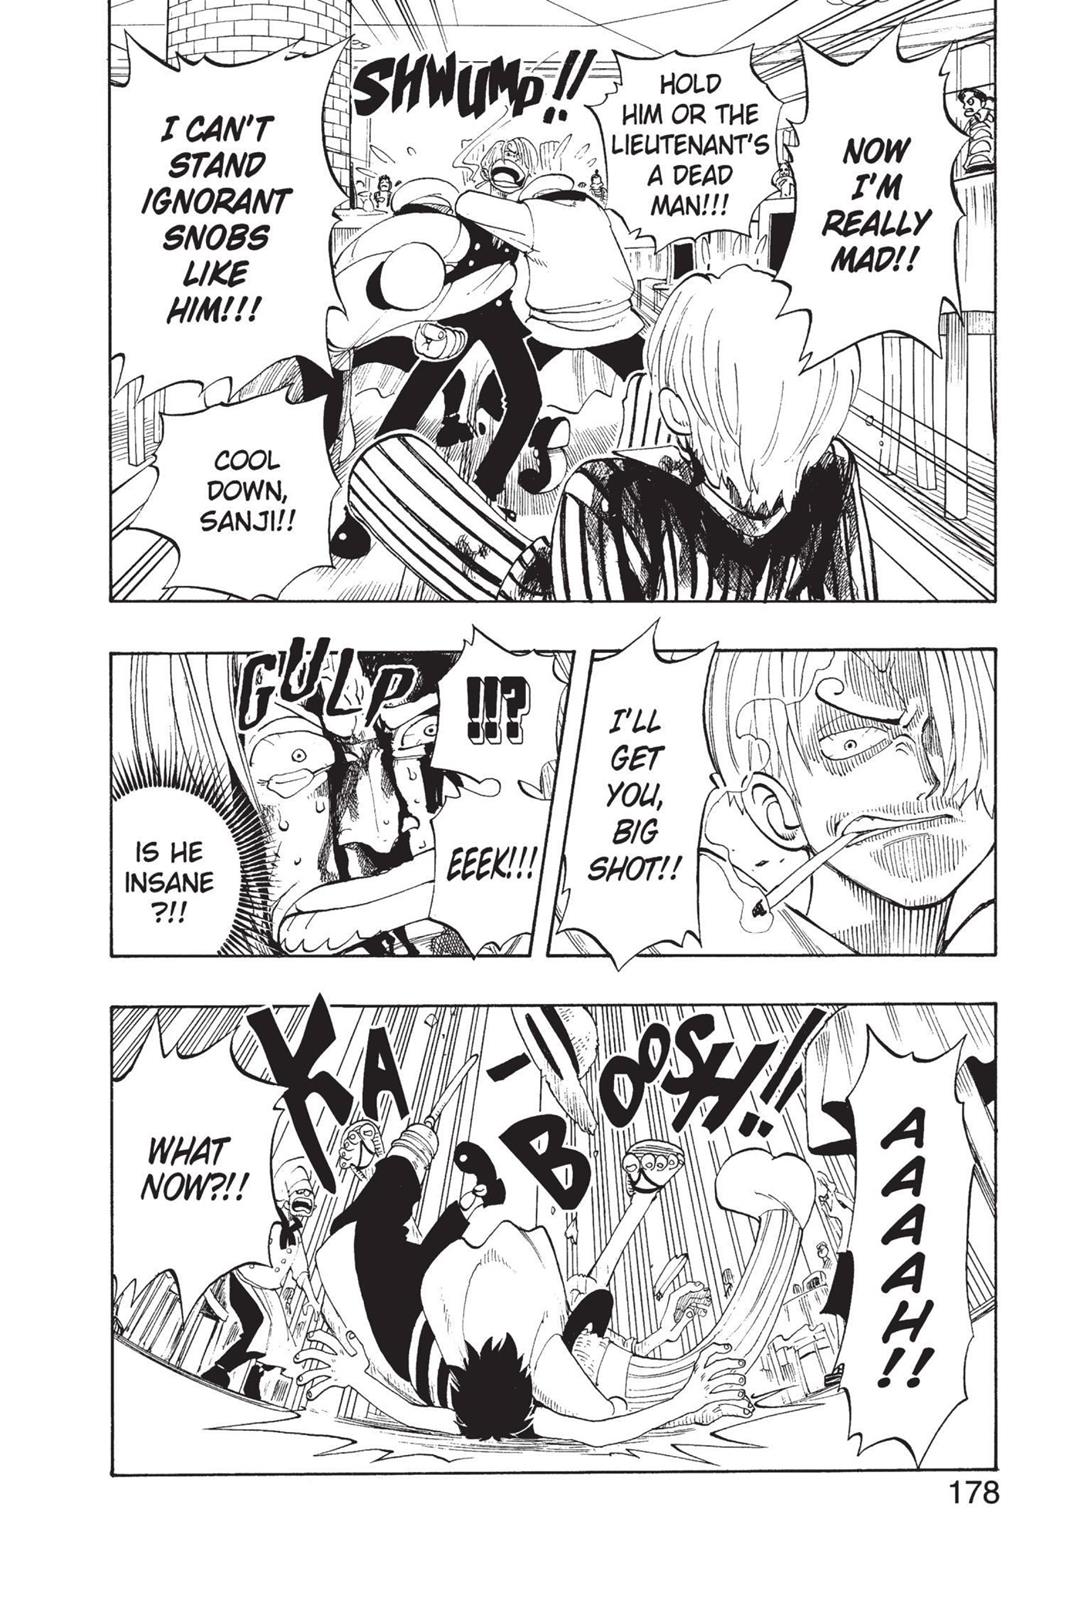 NOW
I'M
REALLY
MAD!!
HOLD
HIM OR THE
LIEUTENANT'S
A DEAD
MAN!!!
SHWUMP!!
I CAN'T
STAND
IGNORANT
SNOBS
LIKE
HIM!!!
COOL
DOWN,
SANJI!!
I'LL
GET
YOU,
BIG
SHOT!!
!!?
EEEK!!!
GULP
IS HE
INSANE
?!!
AAAAAH!!
KA-BOOSH!!
WHAT
NOW?!!
178